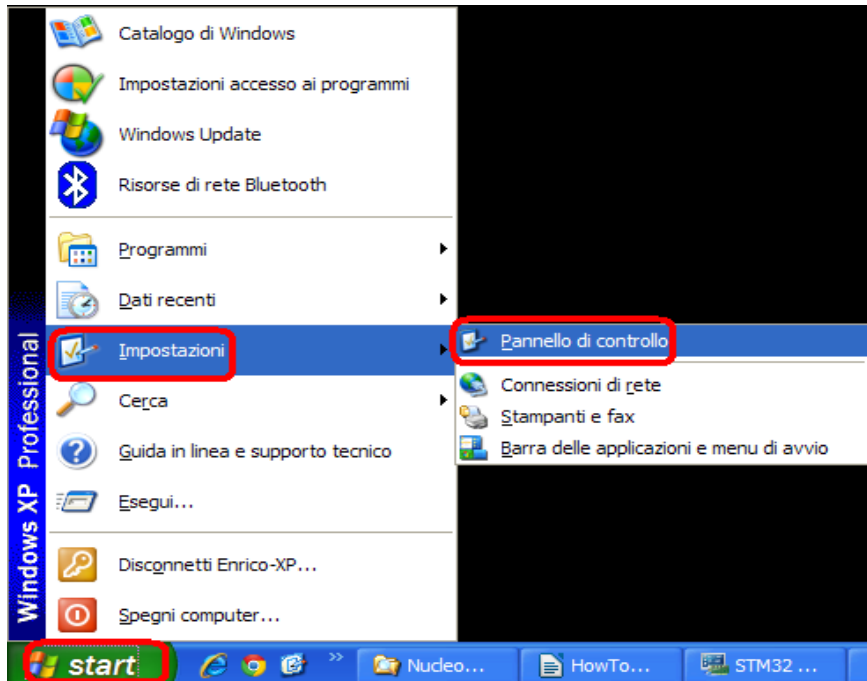 Catalogo di Windows
Impostazioni accesso ai programmi
Windows Update
Risorse di rete Bluetooth
Programmi
Dati recenti
Impostazioni
Cerca
Guida in linea e supporto tecnico
Esegui...
Disconnetti Enrico-XP...
Spegni computer...
Windows XP Professional
Pannello di controllo
Connessioni di rete
Stampanti e fax
Barra delle applicazioni e menu di avvio
start
Nucleo...
HowTo...
STM32 ...